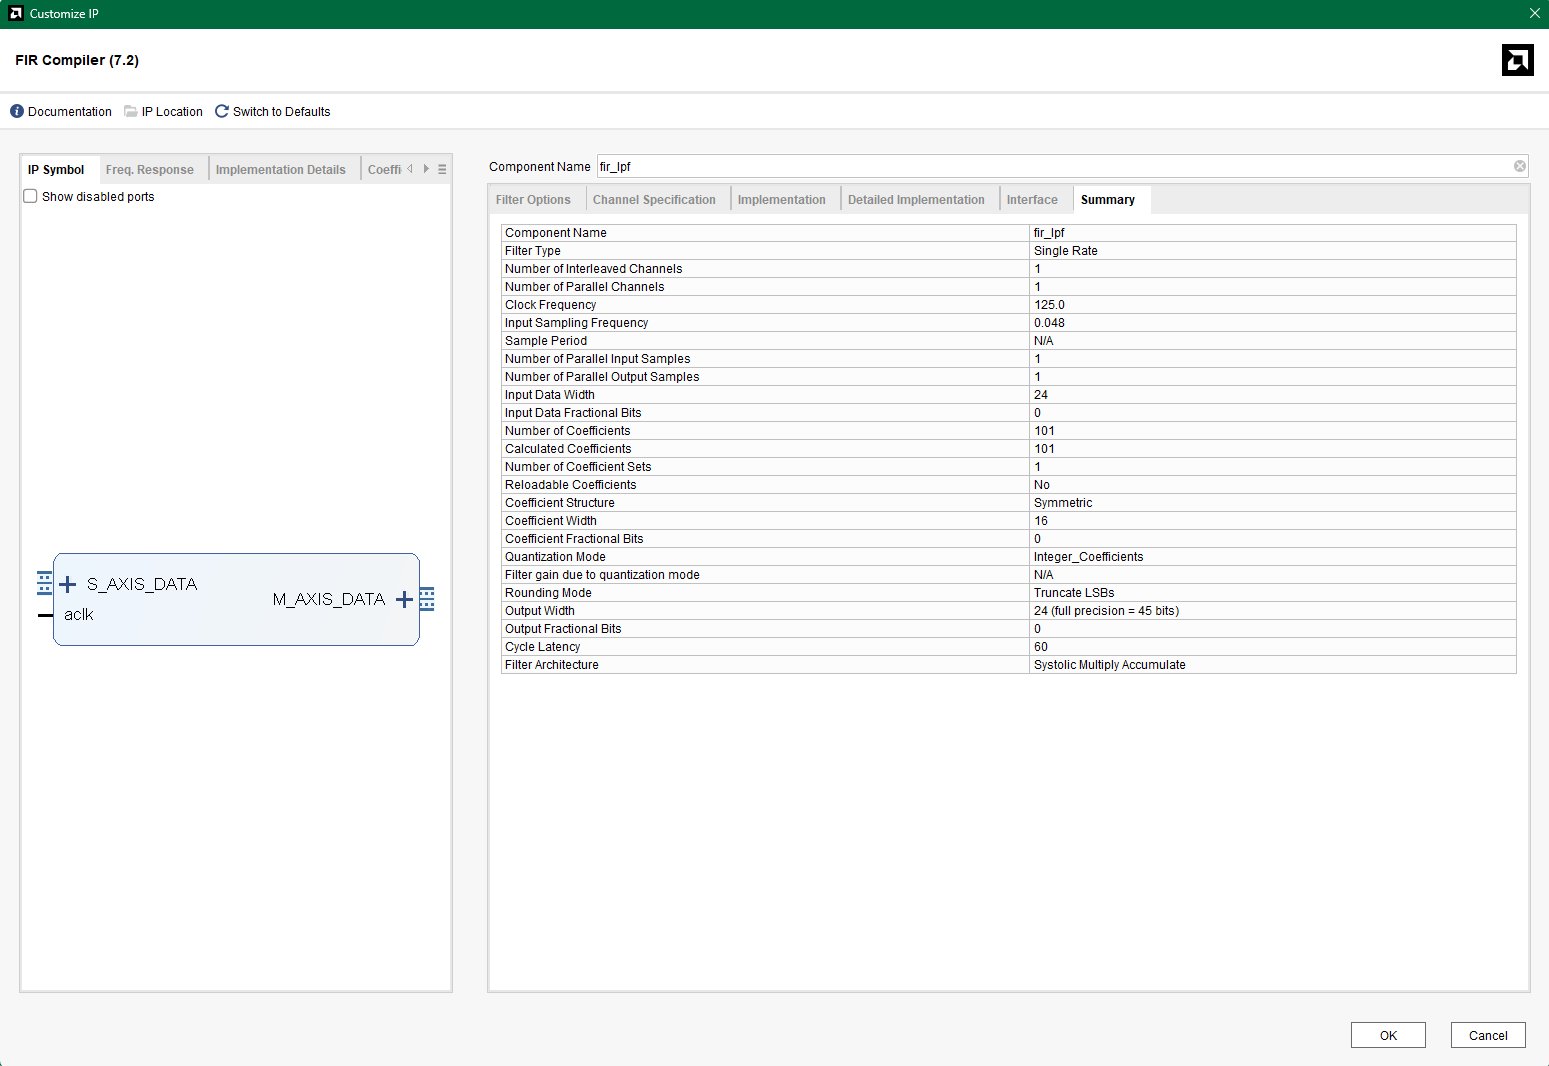 Customize IP
FIR Compiler (7.2)
Documentation IP Location Switch to Defaults
IP Symbol Freq. Response Implementation Details Coeffi
Show disabled ports
S_AXIS_DATA
aclk
M_AXIS_DATA
Component Name fir_lpf
Filter Options Channel Specification Implementation Detailed Implementation Interface Summary
Component Name fir_lpf
Filter Type Single Rate
Number of Interleaved Channels 1
Number of Parallel Channels 1
Clock Frequency 125.0
Input Sampling Frequency 0.048
Sample Period N/A
Number of Parallel Input Samples 1
Number of Parallel Output Samples 1
Input Data Width 24
Input Data Fractional Bits 0
Number of Coefficients 101
Calculated Coefficients 101
Number of Coefficient Sets 1
Reloadable Coefficients No
Coefficient Structure Symmetric
Coefficient Width 16
Coefficient Fractional Bits 0
Quantization Mode Integer_Coefficients
Filter gain due to quantization mode N/A
Rounding Mode Truncate LSBs
Output Width 24 (full precision = 45 bits)
Output Fractional Bits 0
Cycle Latency 60
Filter Architecture Systolic Multiply Accumulate
OK Cancel